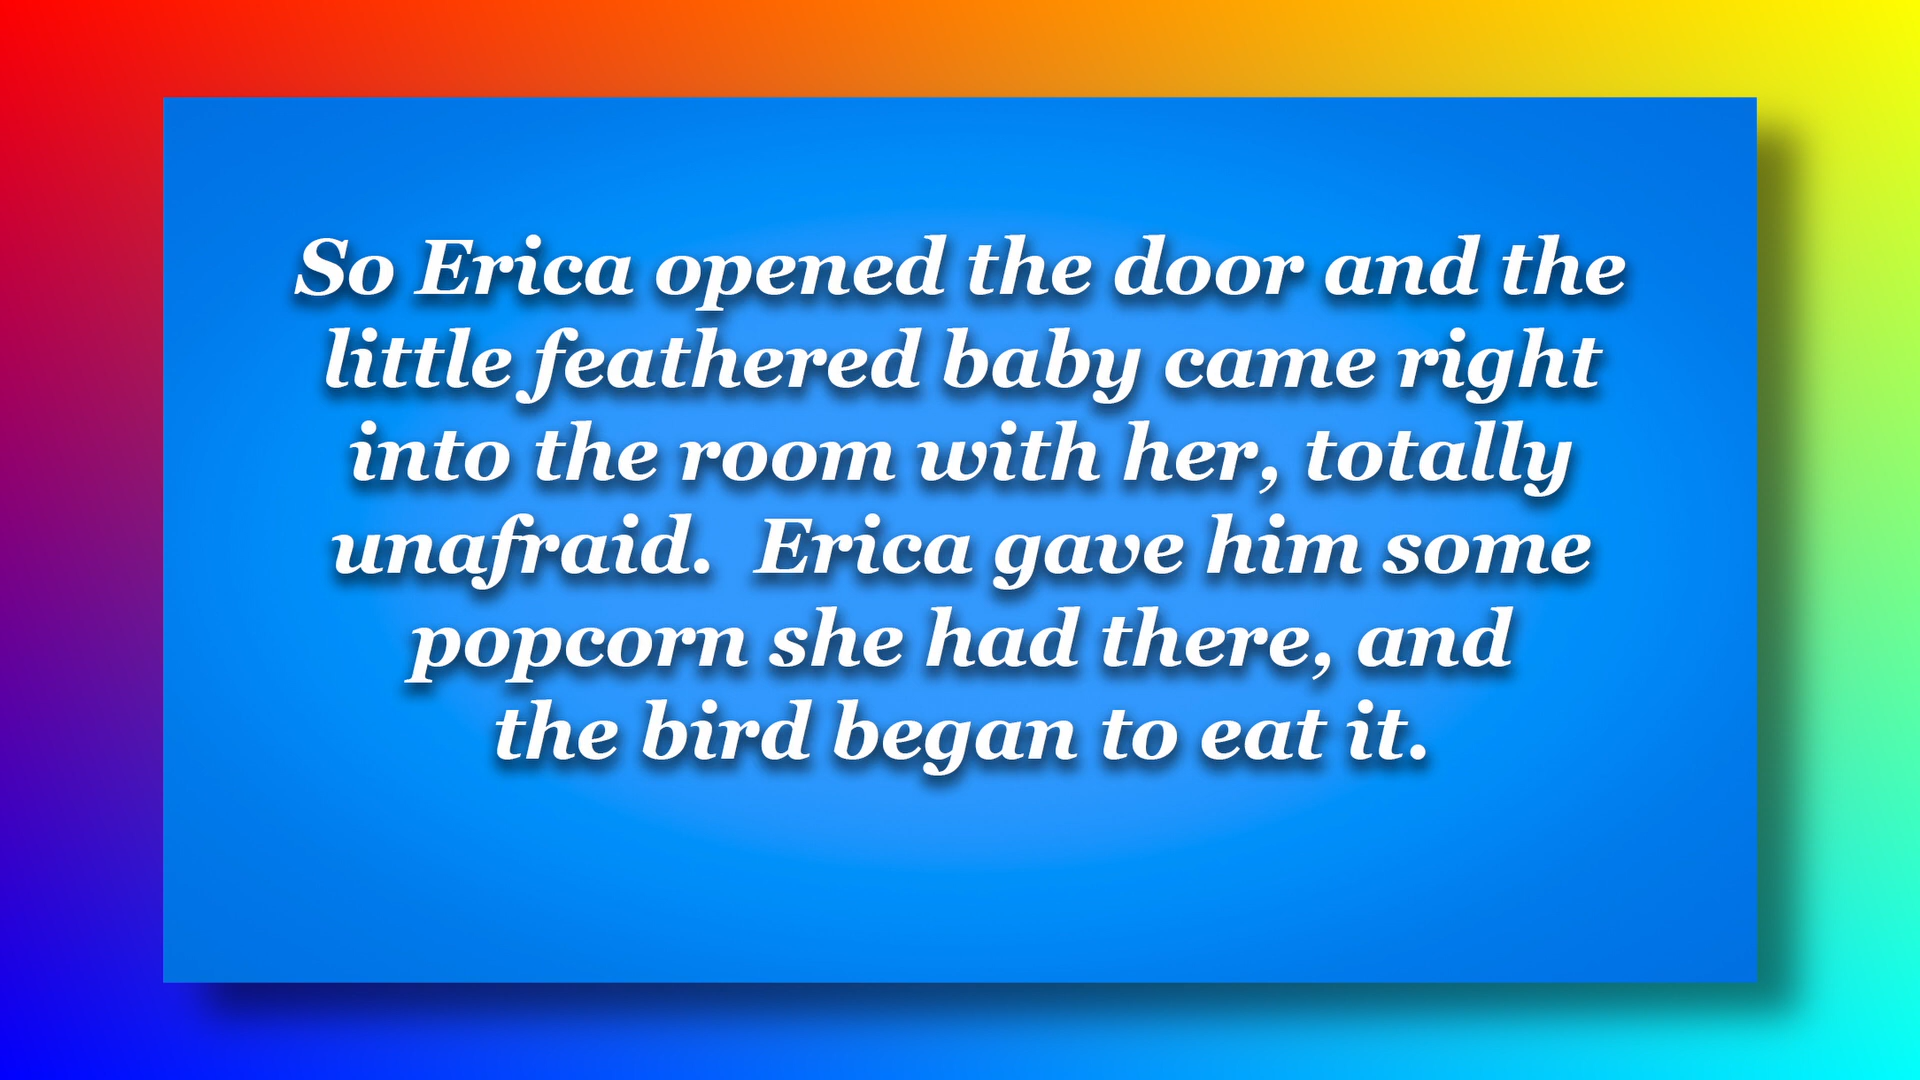 So Erica opened the door and the
little feathered baby came right
into the room with her, totally
unafraid.  Erica gave him some
popcorn she had there, and
the bird began to eat it.